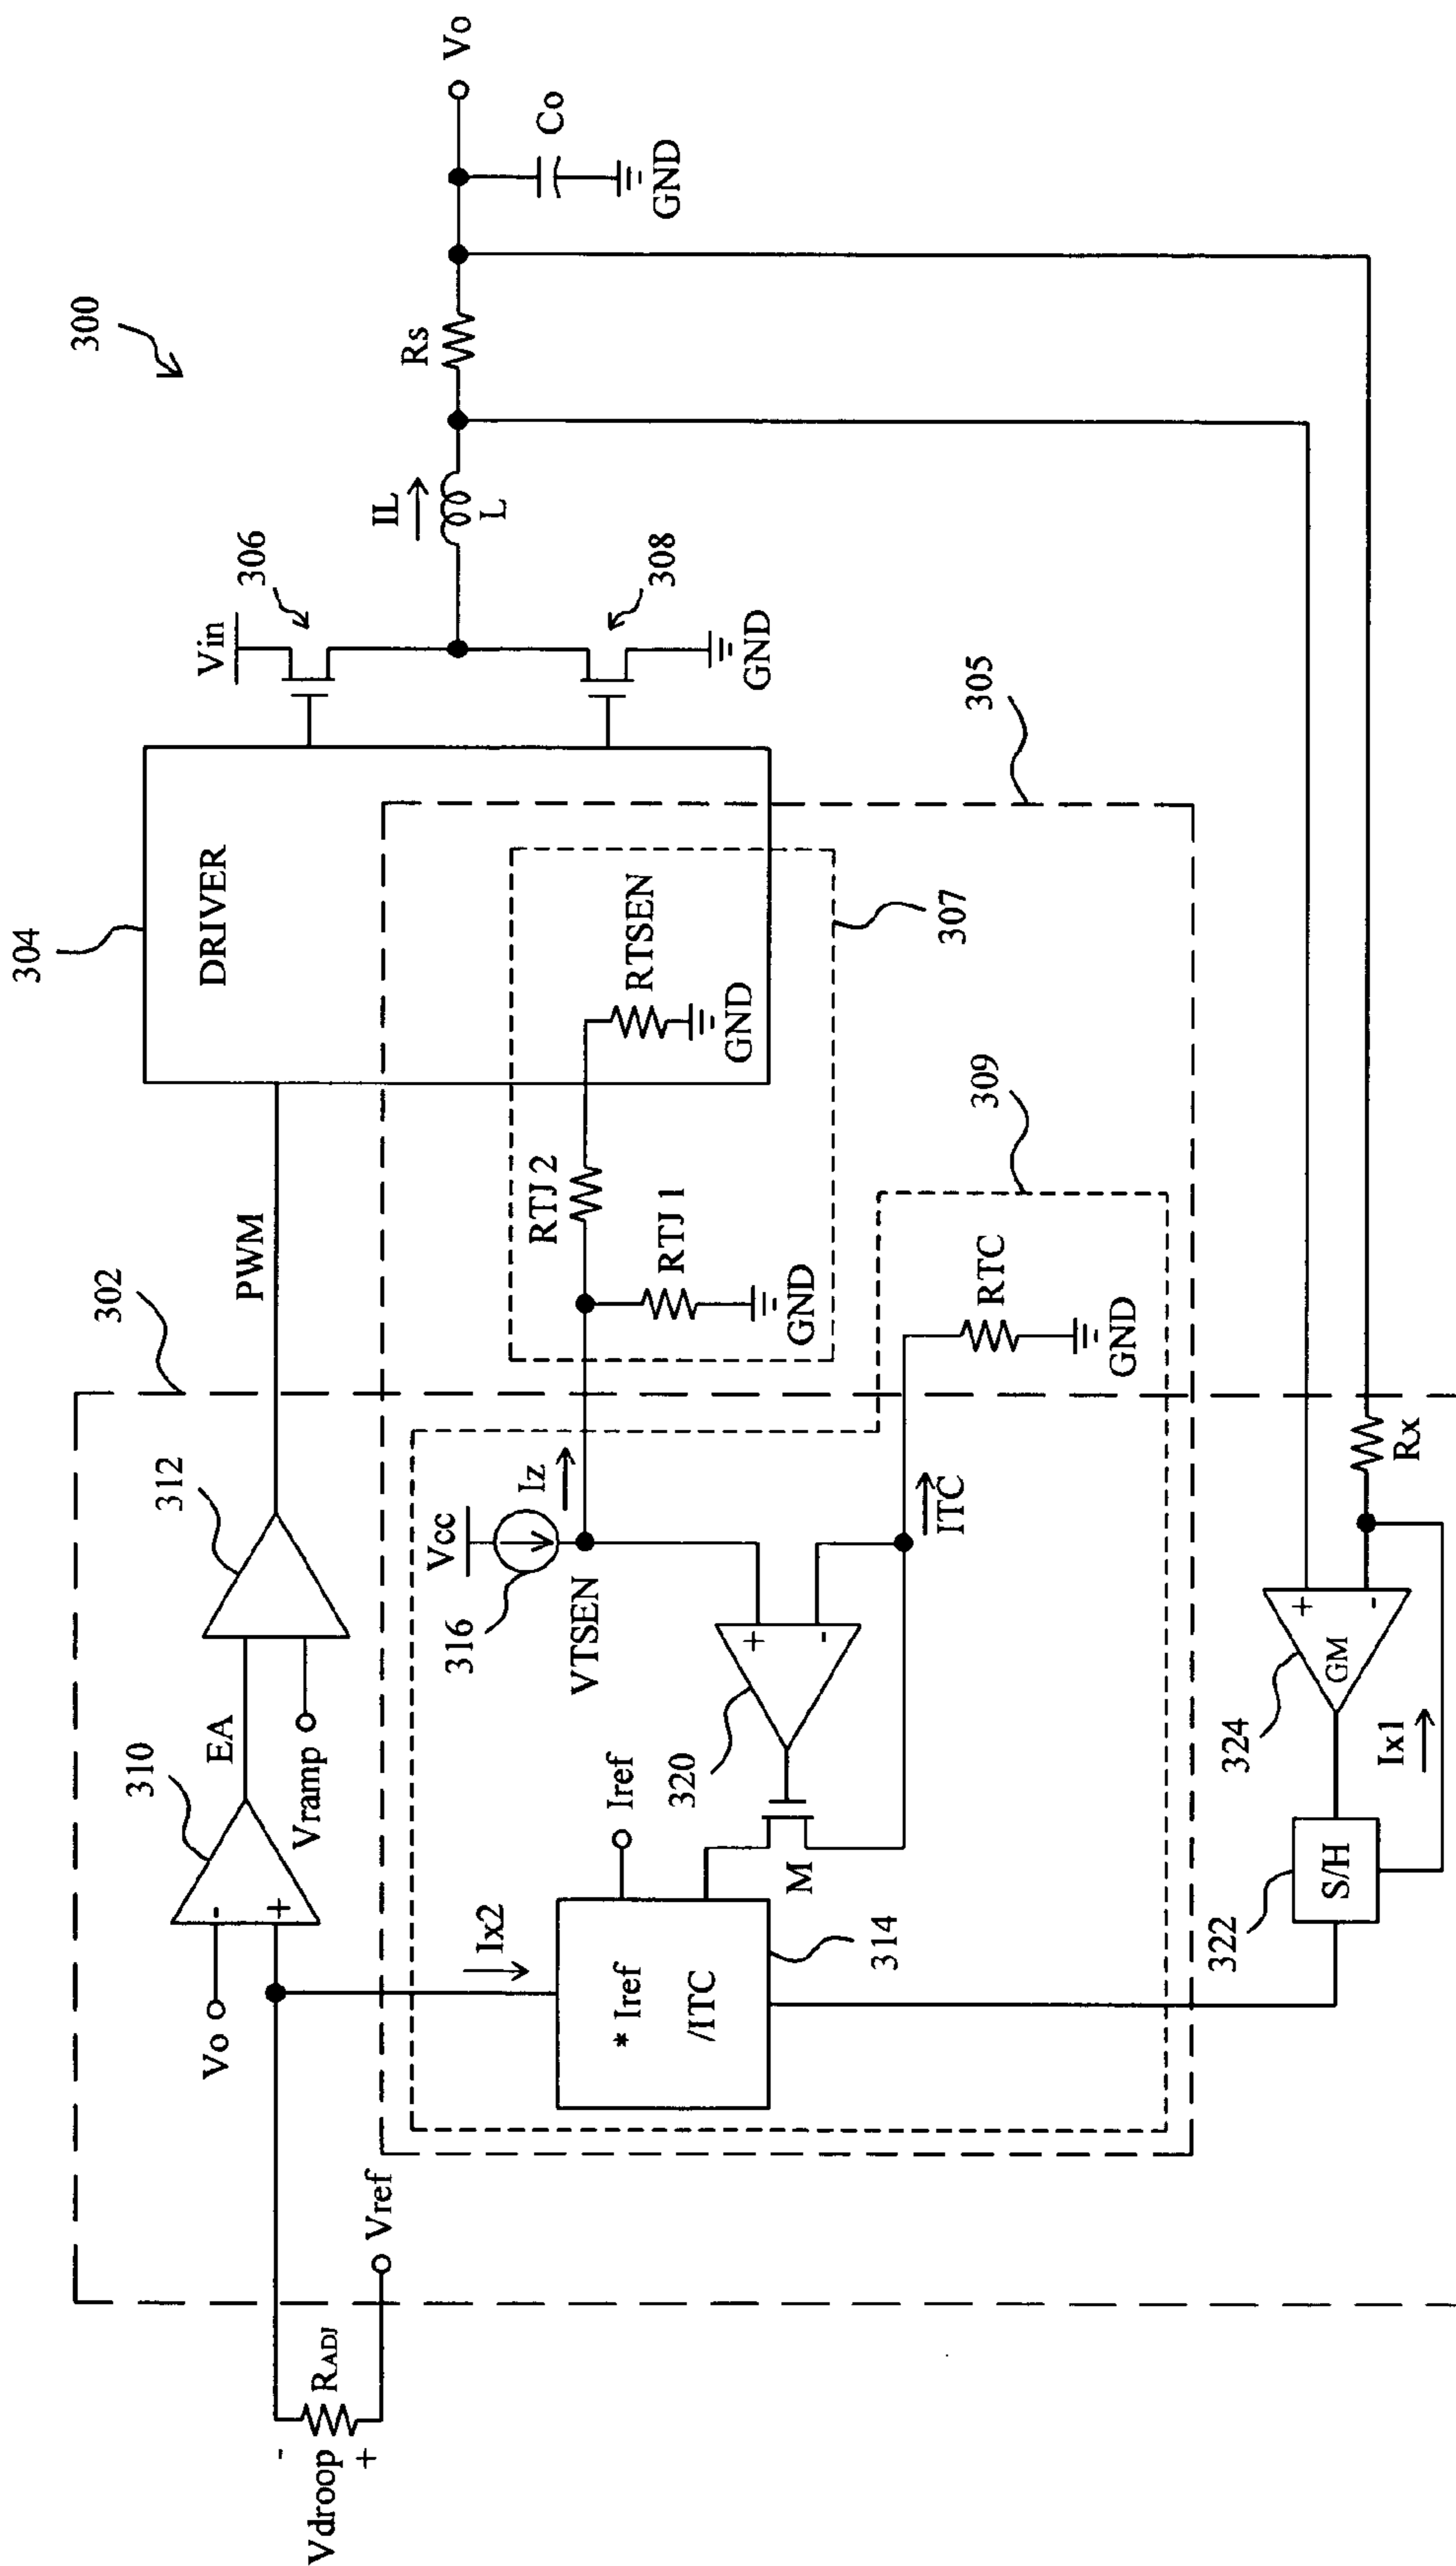 300
304
DRIVER
Vin
306
308
GND
IL
L
Rs
Vo
Co
GND
302
PWM
312
310
EA
Vramp
Vo
Vdroop
-
+
RADJ
Vref
-
+
305
307
RTSEN
GND
RTJ 2
RTJ 1
GND
309
RTC
GND
Vcc
Iz
316
VTSEN
ITC
+
-
320
Iref
M
Ix2
* Iref
/ITC
314
Rx
+
-
GM
324
Ix1
S/H
322